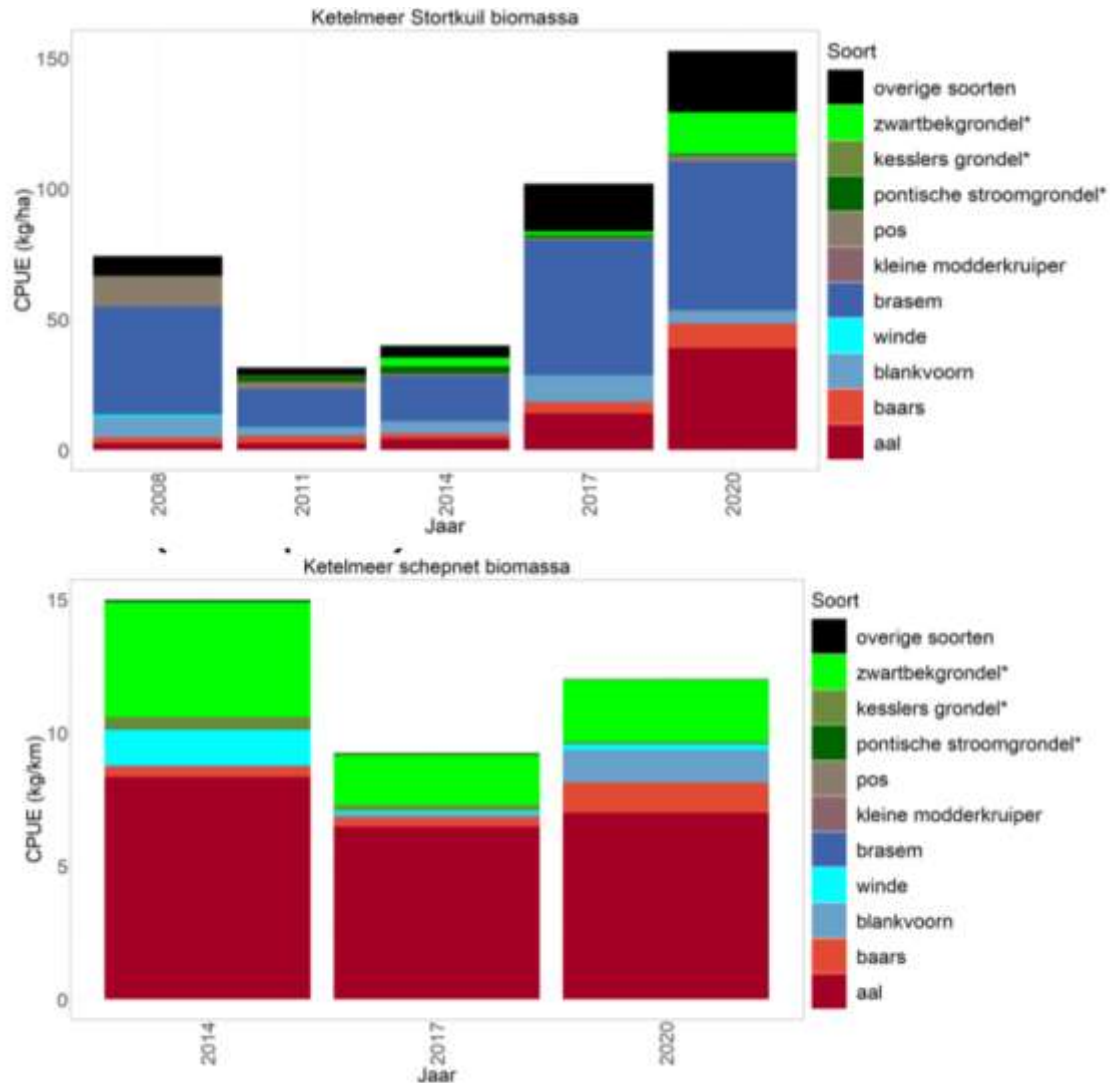 Ketelmeer Stortkuil biomassa
150
100
50
0
CPUE (kg/ha)
2008
2011
2014
2017
2020
Jaar
Soort
overige soorten
zwartbekgrondel*
kesslers grondel*
pontische stroomgrondel*
pos
kleine modderkruiper
brasem
winde
blankvoorn
baars
aal
Ketelmeer schepnet biomassa
15
10
5
0
CPUE (kg/km)
2014
2017
2020
Jaar
Soort
overige soorten
zwartbekgrondel*
kesslers grondel*
pontische stroomgrondel*
pos
kleine modderkruiper
brasem
winde
blankvoorn
baars
aal